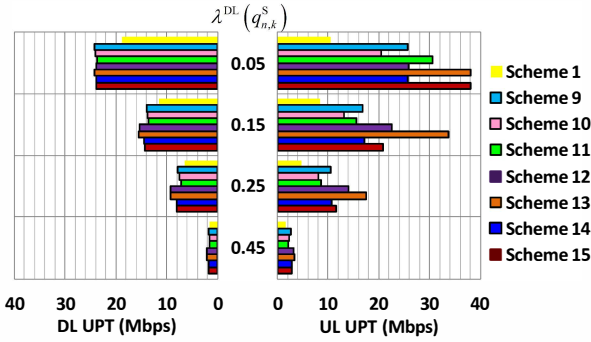 λ^DL (q^S_n,k)
0.05
0.15
0.25
0.45
Scheme 1
Scheme 9
Scheme 10
Scheme 11
Scheme 12
Scheme 13
Scheme 14
Scheme 15
40 30 20 10 0 0 10 20 30 40
DL UPT (Mbps) UL UPT (Mbps)